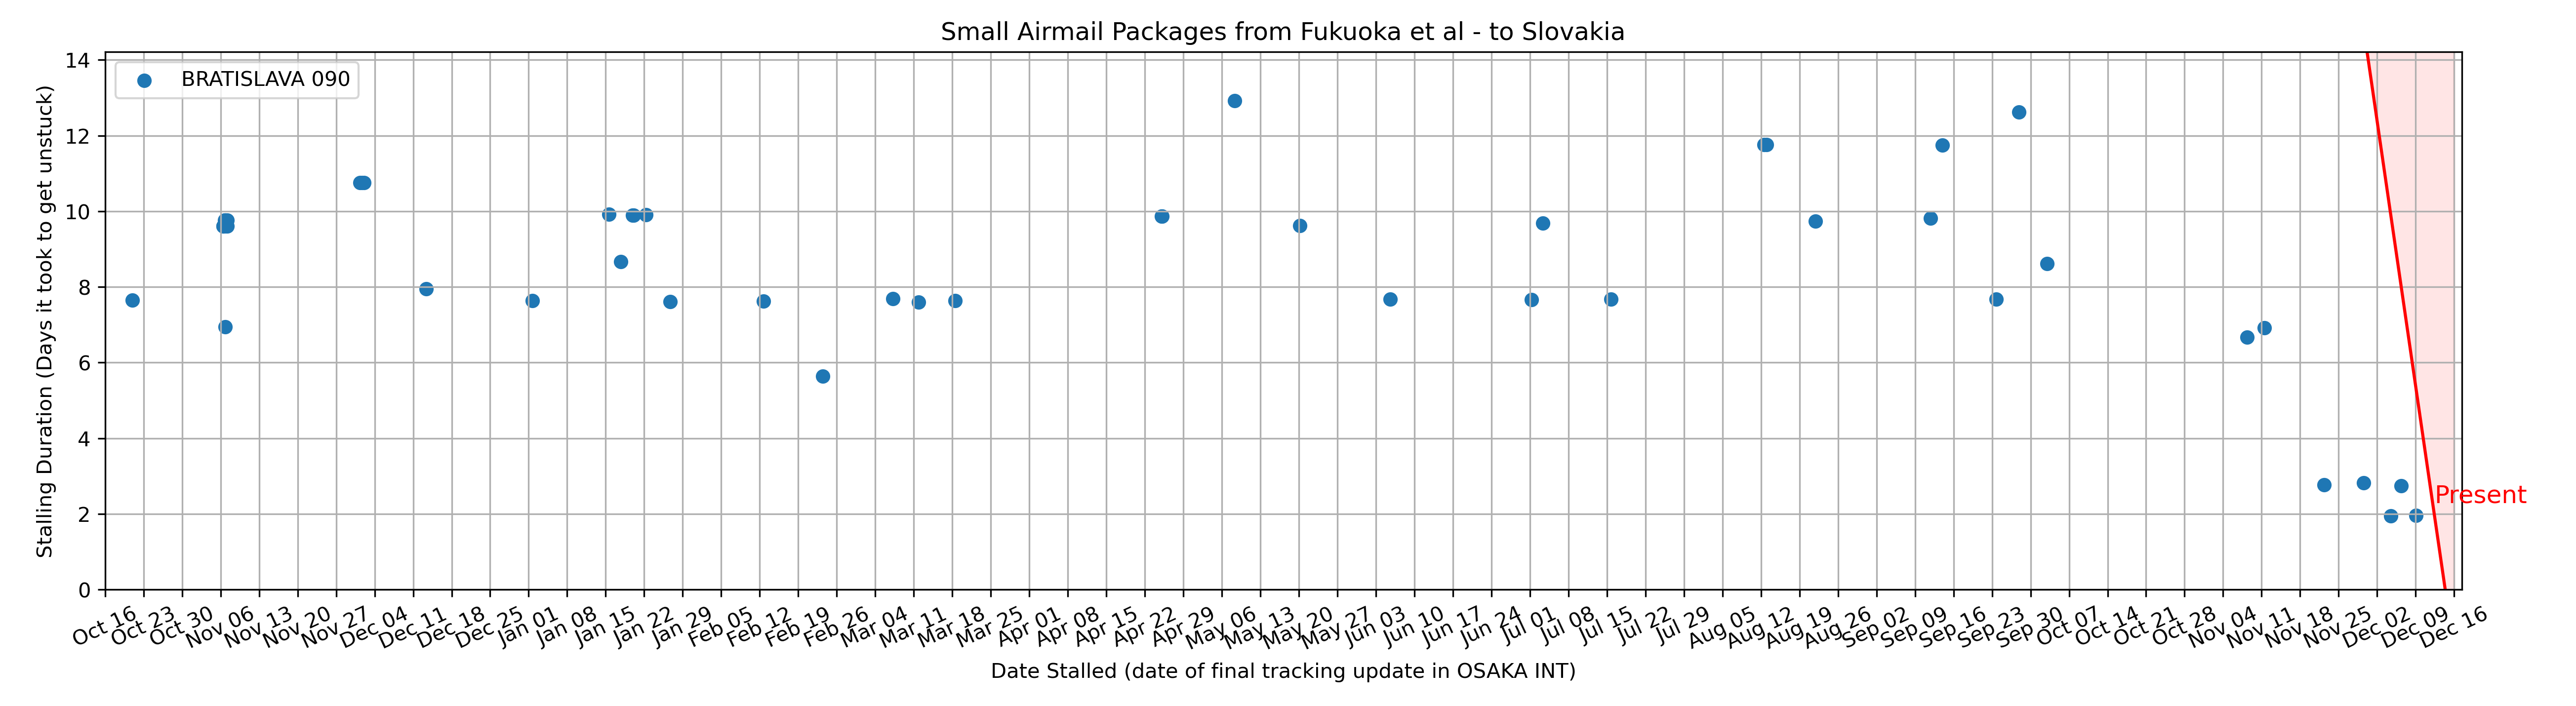 Small Airmail Packages from Fukuoka et al - to Slovakia
BRATISLAVA 090
Stalling Duration (Days it took to get unstuck)
14
12
10
8
6
4
2
0
Present
Oct 16 Oct 23 Oct 30 Nov 06 Nov 13 Nov 20 Nov 27 Dec 04 Dec 11 Dec 18 Dec 25 Jan 01 Jan 08 Jan 15 Jan 22 Jan 29 Feb 05 Feb 12 Feb 19 Feb 26 Mar 04 Mar 11 Mar 18 Mar 25 Apr 01 Apr 08 Apr 15 Apr 22 Apr 29 May 06 May 13 May 20 May 27 Jun 03 Jun 10 Jun 17 Jun 24 Jul 01 Jul 08 Jul 15 Jul 22 Jul 29 Aug 05 Aug 12 Aug 19 Aug 26 Sep 02 Sep 09 Sep 16 Sep 23 Sep 30 Oct 07 Oct 14 Oct 21 Oct 28 Nov 04 Nov 11 Nov 18 Nov 25 Dec 02 Dec 09 Dec 16
Date Stalled (date of final tracking update in OSAKA INT)